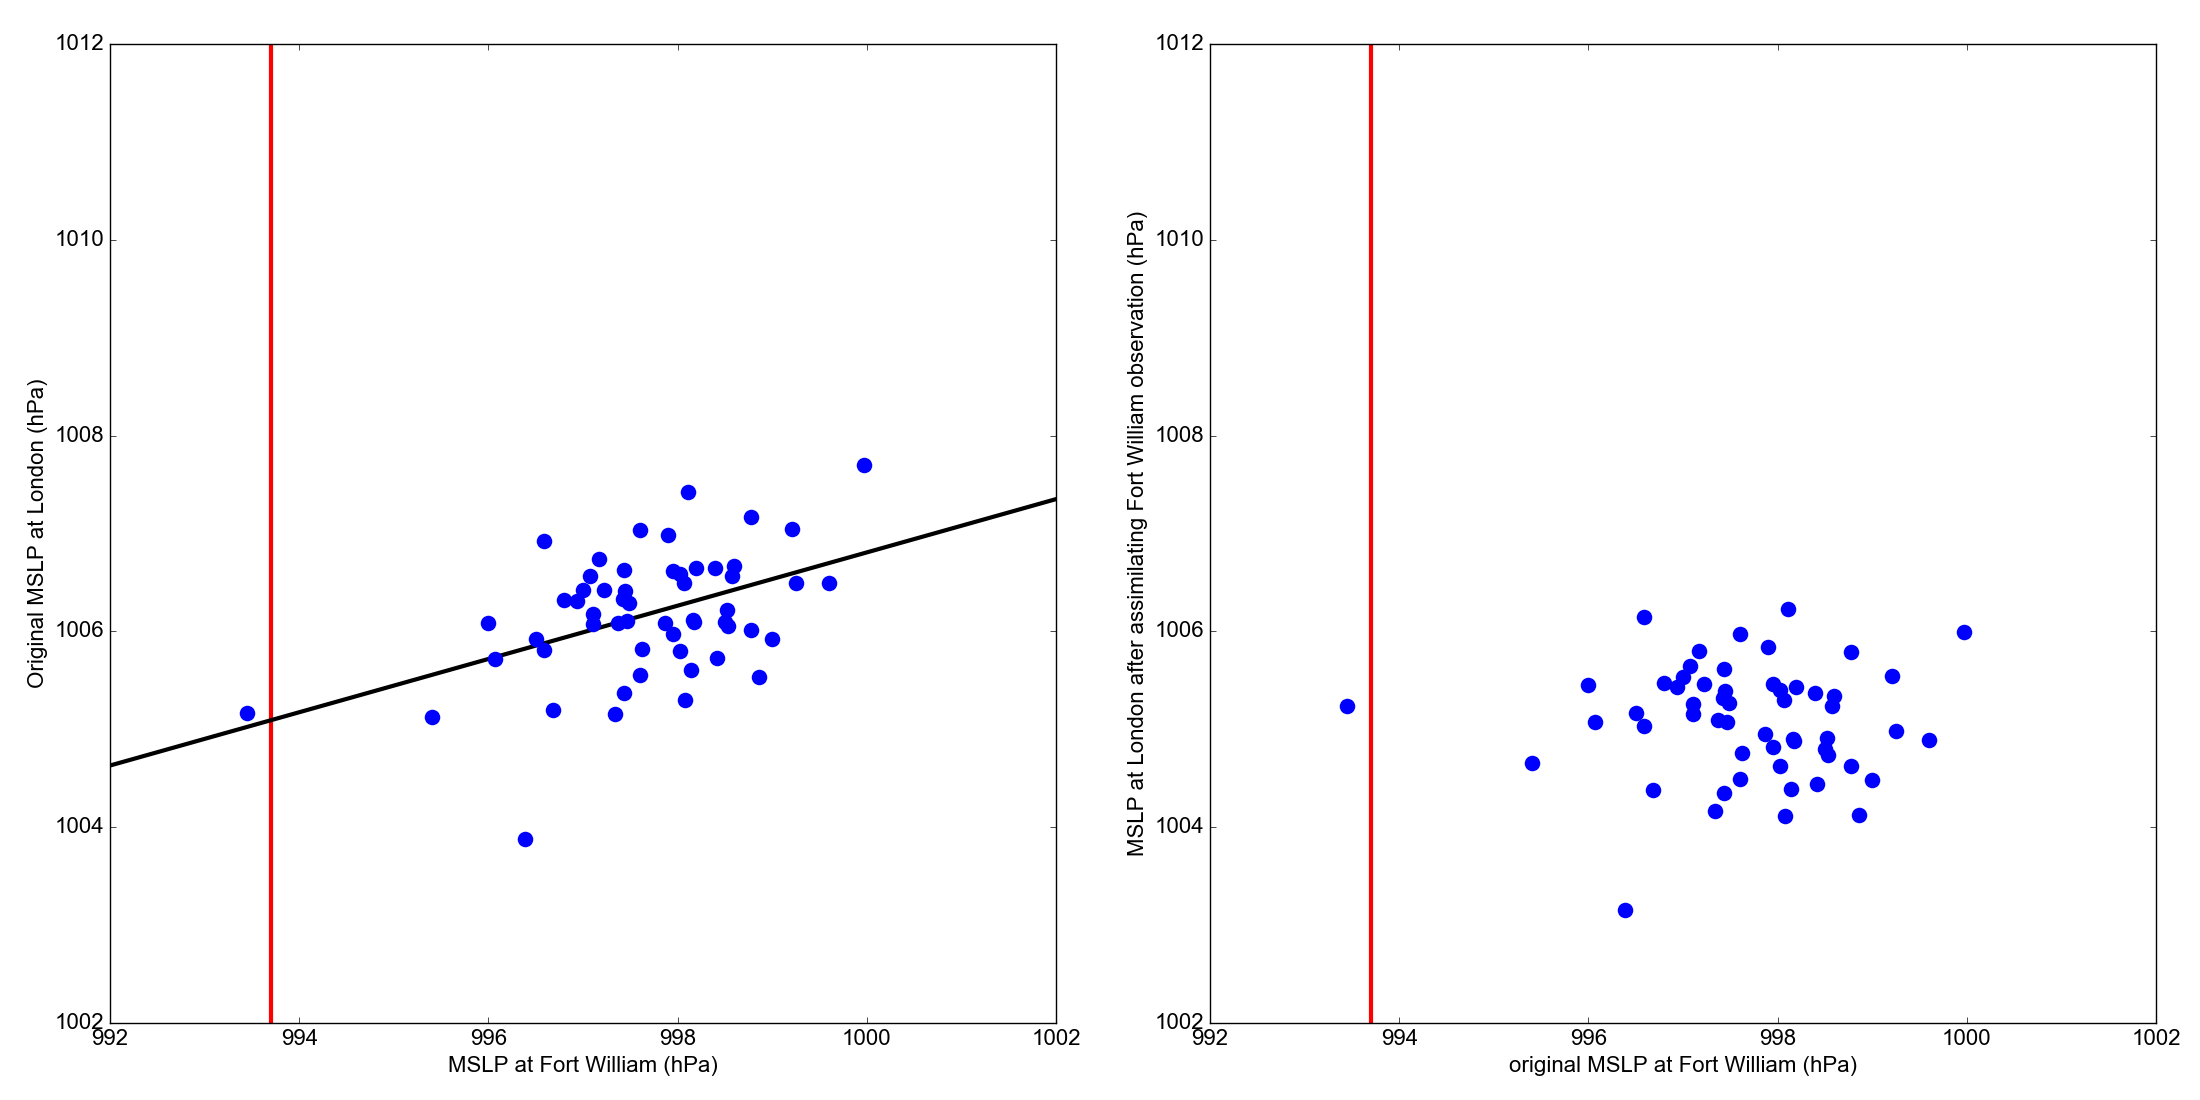 1012
1010
1008
1006
1004
1002
Original MSLP at London (hPa)
992 994 996 998 1000 1002
MSLP at Fort William (hPa)
1012
1010
1008
1006
1004
1002
MSLP at London after assimilating Fort William observation (hPa)
992 994 996 998 1000 1002
original MSLP at Fort William (hPa)